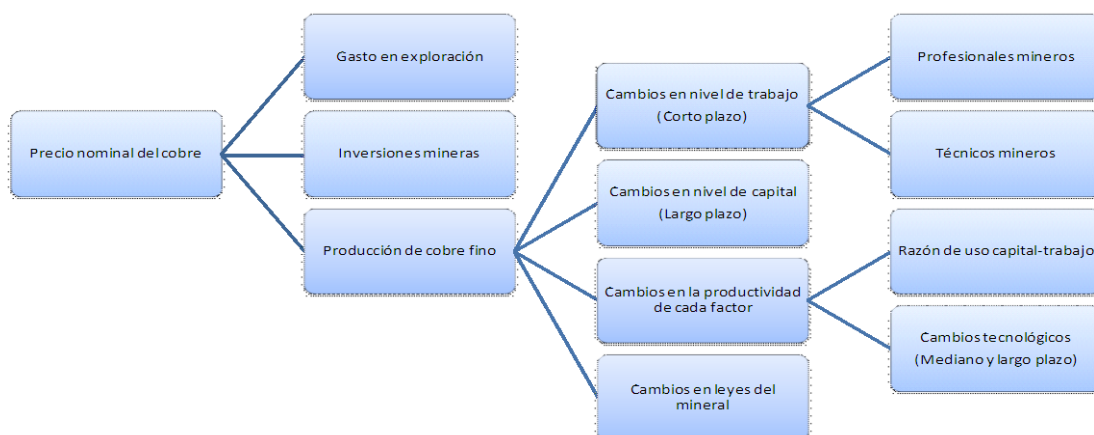 Precio nominal del cobre
Gasto en exploración
Inversiones mineras
Producción de cobre fino
Cambios en nivel de trabajo
(Corto plazo)
Cambios en nivel de capital
(Largo plazo)
Cambios en la productividad
de cada factor
Cambios en leyes del
mineral
Profesionales mineros
Técnicos mineros
Razón de uso capital-trabajo
Cambios tecnológicos
(Mediano y largo plazo)